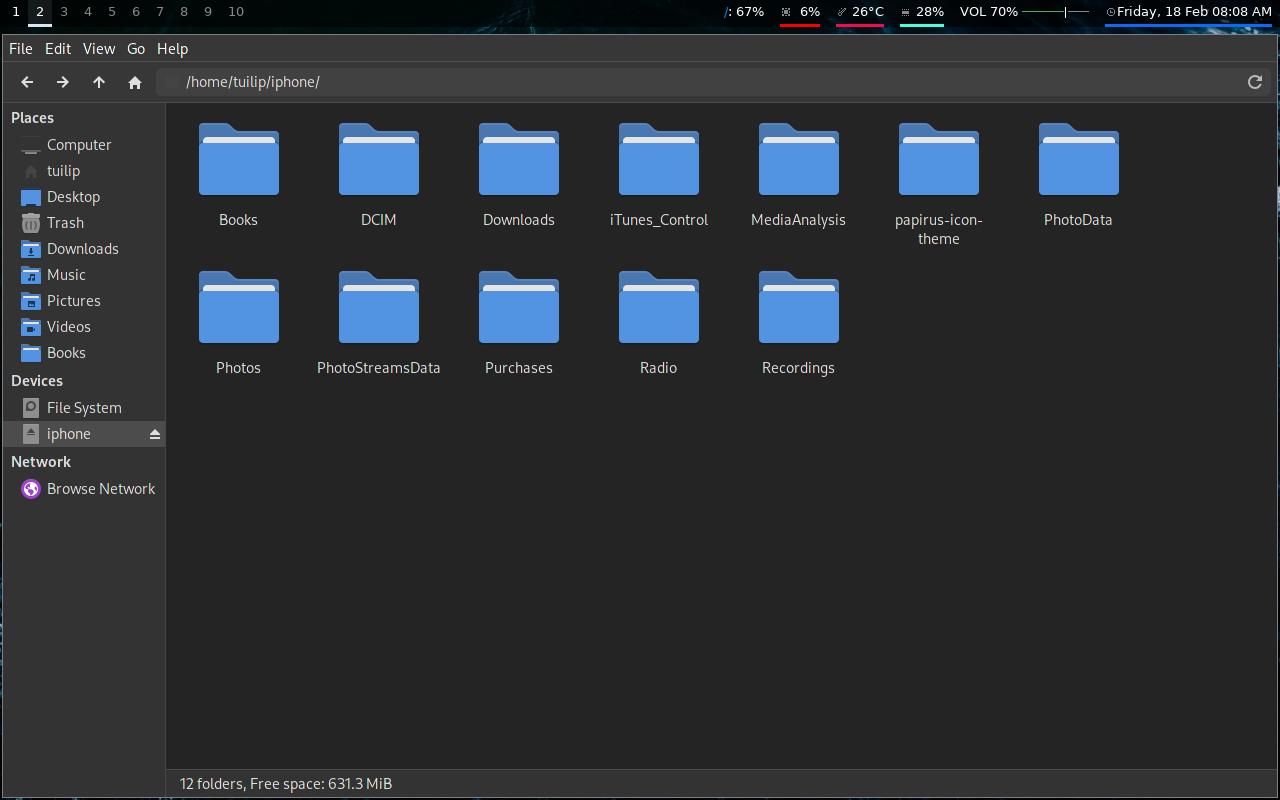 1 2 3 4 5 6 7 8 9 10 /: 67% 6% 26°C 28% VOL 70% Friday, 18 Feb 08:08 AM
File Edit View Go Help
/home/tuilip/iphone/
Places
Computer
tuilip
Desktop
Trash
Downloads
Music
Pictures
Videos
Books
Devices
File System
iphone
Network
Browse Network
Books DCIM Downloads iTunes_Control MediaAnalysis papirus-icon-
theme PhotoData
Photos PhotoStreamsData Purchases Radio Recordings
12 folders, Free space: 631.3 MiB